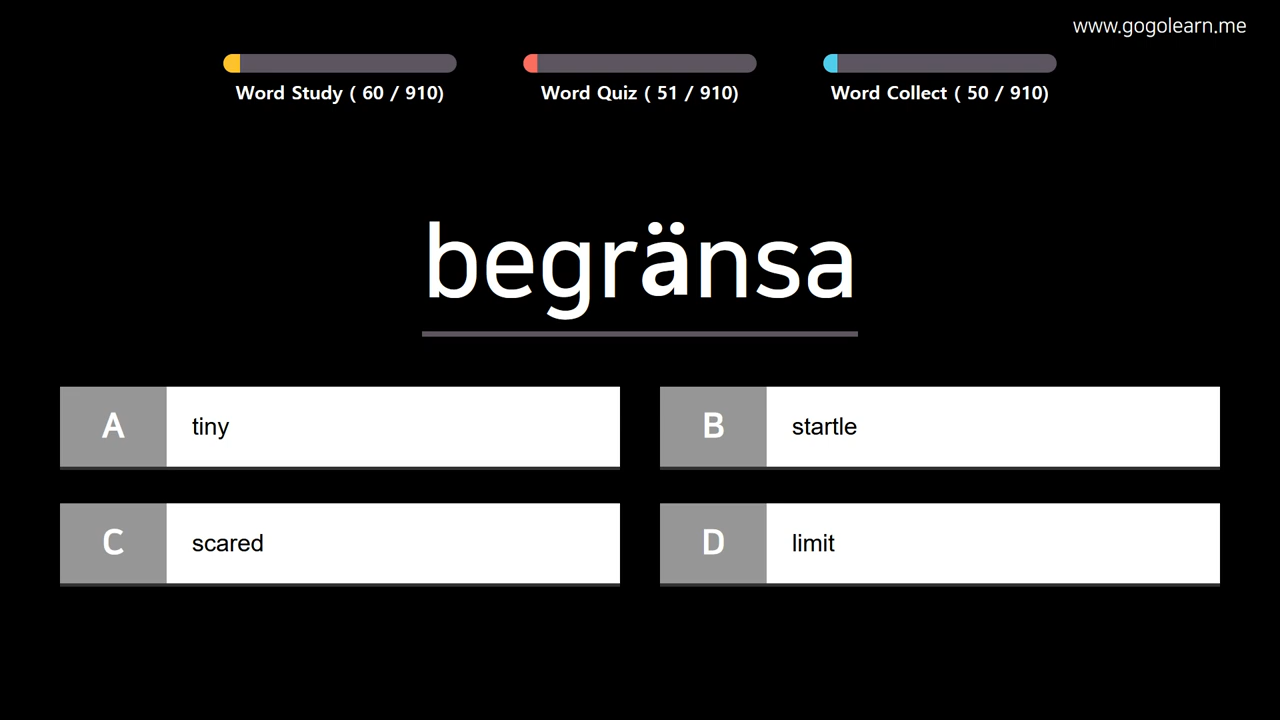 www.gogolearn.me
Word Study ( 60 / 910)
Word Quiz ( 51 / 910)
Word Collect ( 50 / 910)
begränsa
A tiny
B startle
C scared
D limit